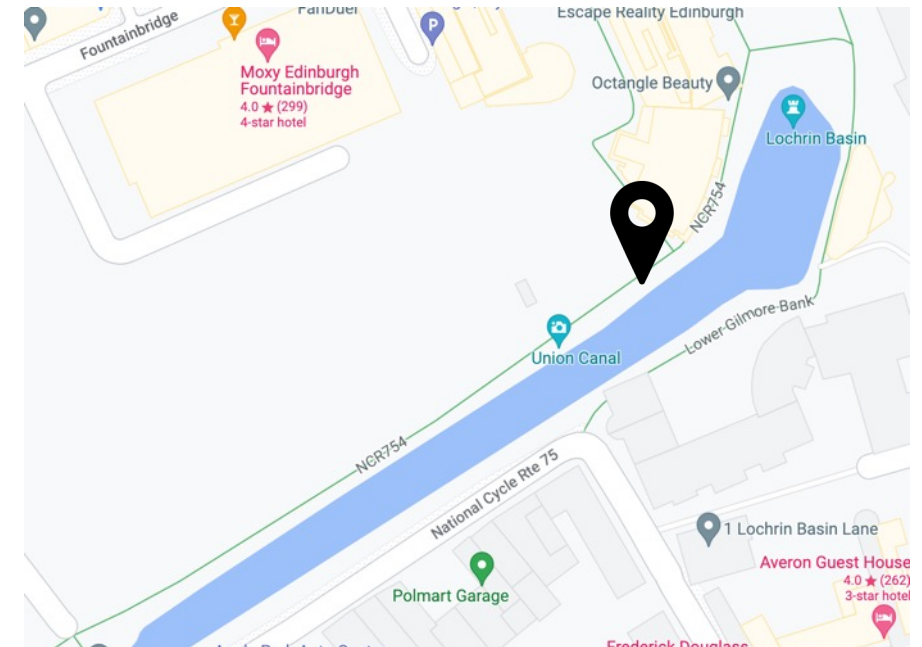 Fountainbridge
FanDuel
P
Escape Reality Edinburgh
Moxy Edinburgh
Fountainbridge
4.0 ★ (299)
4-star hotel
Octangle Beauty
Lochrin Basin
NCR754
Lower Gilmore Bank
Union Canal
NCR754
National Cycle Rte 75
1 Lochrin Basin Lane
Averon Guest House
4.0 ★ (262)
3-star hotel
Polmart Garage
Frederick Douglass